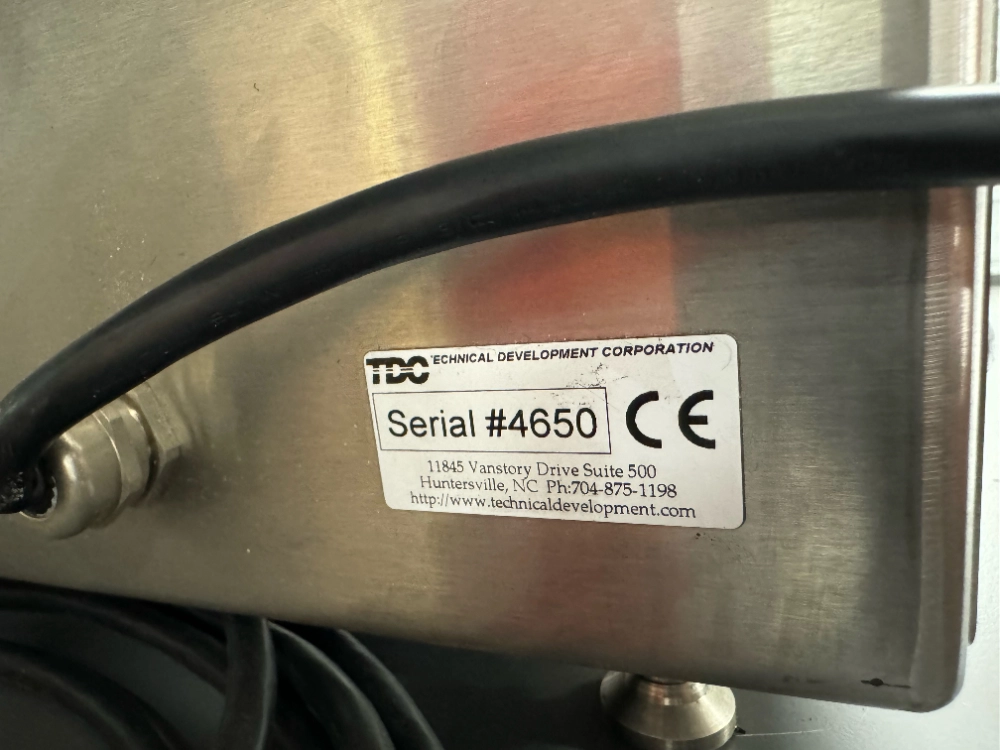 TDC TECHNICAL DEVELOPMENT CORPORATION
Serial #4650 CE
11845 Vanstory Drive Suite 500
Huntersville, NC Ph:704-875-1198
http://www.technicaldevelopment.com